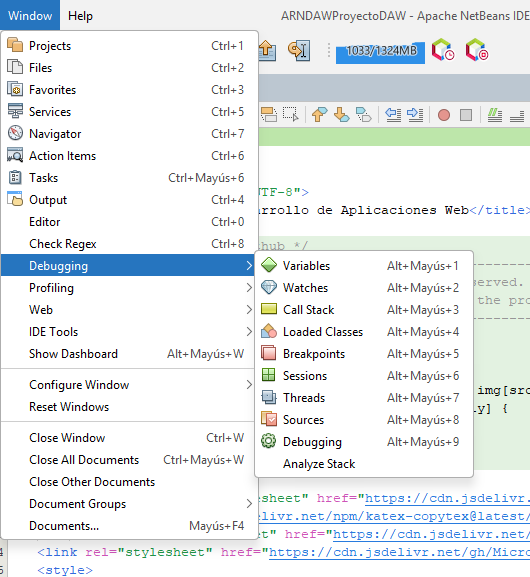 Window Help ARNDAWProyectoDAW - Apache NetBeans IDE
Projects Ctrl+1
Files Ctrl+2
1033/1324MB
Favorites Ctrl+3
Services Ctrl+5
Navigator Ctrl+7
Action Items Ctrl+6
Tasks Ctrl+Mayús+6
Output Ctrl+4
Editor Ctrl+0
Check Regex Ctrl+8
Debugging
Profiling
Web
IDE Tools
Show Dashboard Alt+Mayús+W
Configure Window
Reset Windows
Close Window Ctrl+W
Close All Documents Ctrl+Mayús+W
Close Other Documents
Document Groups
Documents... Mayús+F4
Variables Alt+Mayús+1
Watches Alt+Mayús+2
Call Stack Alt+Mayús+3
Loaded Classes Alt+Mayús+4
Breakpoints Alt+Mayús+5
Sessions Alt+Mayús+6
Threads Alt+Mayús+7
Sources Alt+Mayús+8
Debugging Alt+Mayús+9
Analyze Stack
UTF-8">
arrollo de Aplicaciones Web</title>
hub */
erved.
the pro
img[src
ly] {
esheet" href="https://cdn.jsdelivr.
delivr.net/npm/katex-copytex@latest/
et" href="https://cdn.jsdelivr.
<link rel="stylesheet" href="https://cdn.jsdelivr.net/gh/Micro
<style>